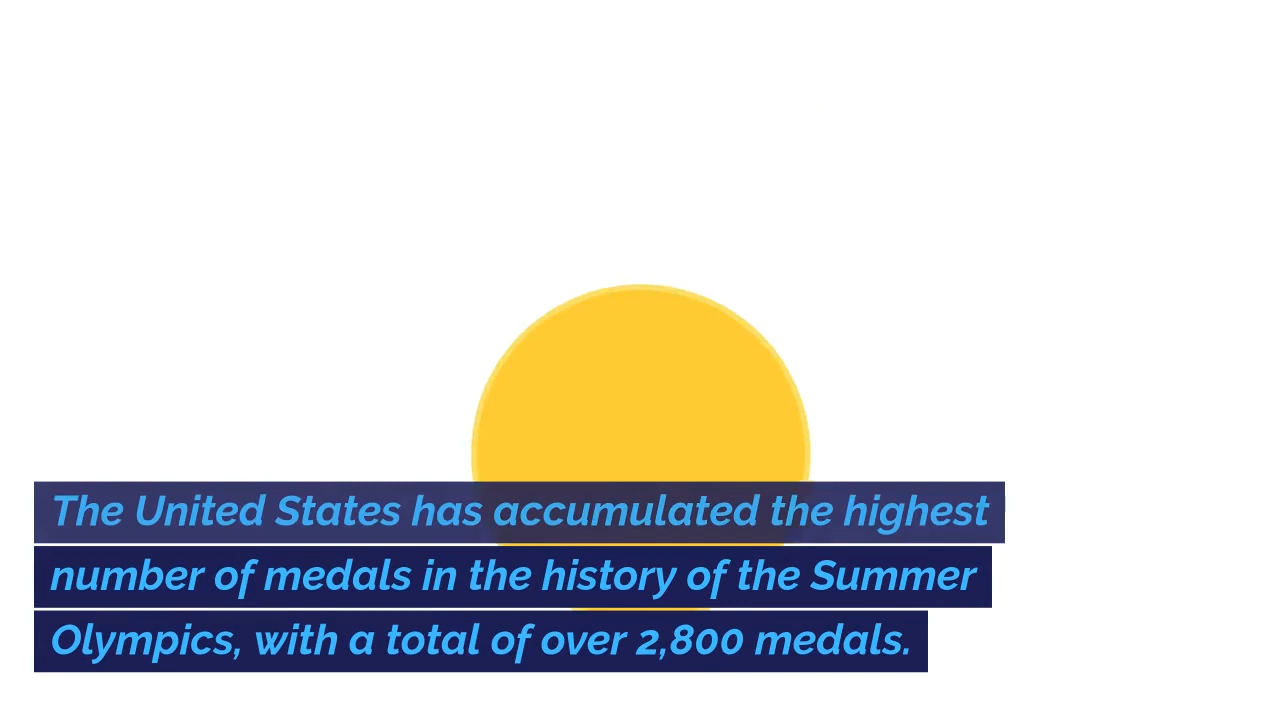 The United States has accumulated the highest
number of medals in the history of the Summer
Olympics, with a total of over 2,800 medals.